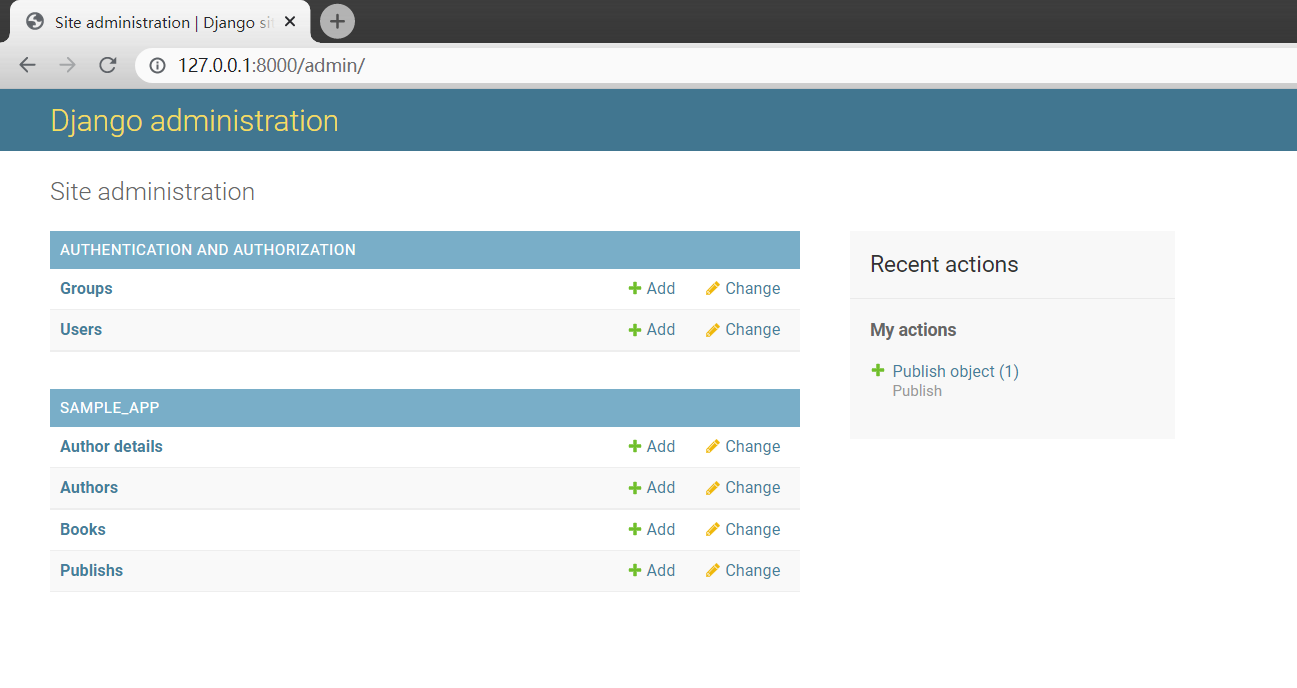 Site administration | Django si
127.0.0.1:8000/admin/
Django administration
Site administration
AUTHENTICATION AND AUTHORIZATION
Groups Add Change
Users Add Change
SAMPLE_APP
Author details Add Change
Authors Add Change
Books Add Change
Publishs Add Change
Recent actions
My actions
Publish object (1)
Publish